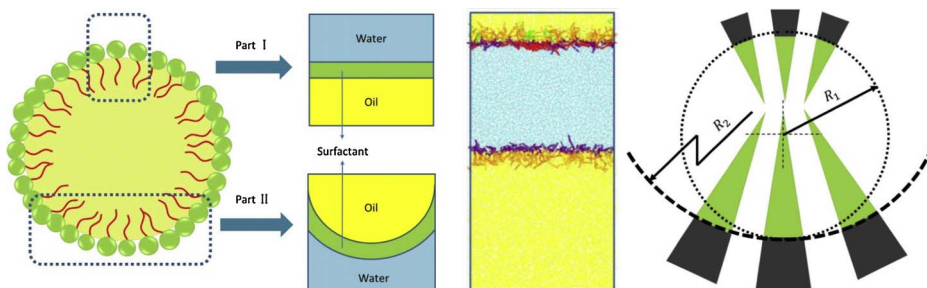 Part Ⅰ
Water
Oil
Surfactant
Part Ⅱ
Oil
Water
R₂
R₁